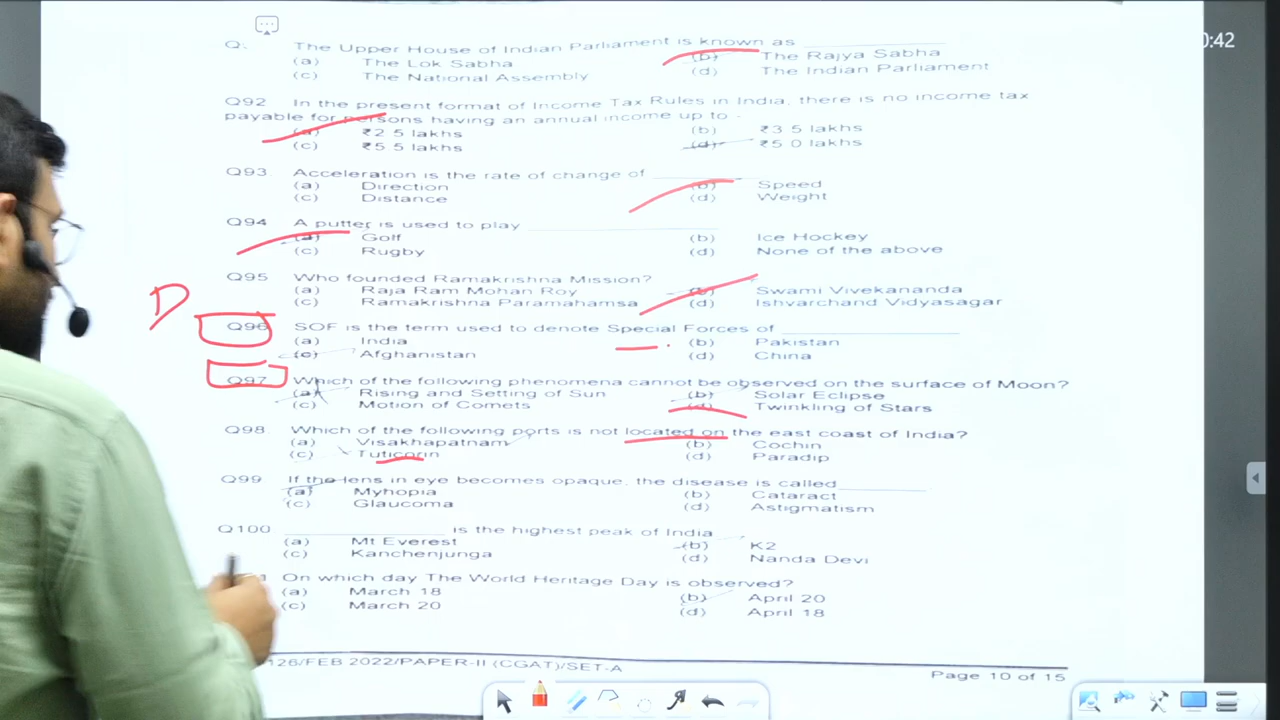 0:42
Q. The Upper House of Indian Parliament is known as
(a) The Lok Sabha (b) The Rajya Sabha
(c) The National Assembly (d) The Indian Parliament
Q92 In the present format of Income Tax Rules in India, there is no income tax
payable for persons having an annual income up to -
(a) ₹2 5 lakhs (b) ₹3 5 lakhs
(c) ₹5 5 lakhs (d) ₹5 0 lakhs
Q93 Acceleration is the rate of change of
(a) Direction (b) Speed
(c) Distance (d) Weight
Q94 A putter is used to play
(a) Golf (b) Ice Hockey
(c) Rugby (d) None of the above
Q95 Who founded Ramakrishna Mission?
(a) Raja Ram Mohan Roy (b) Swami Vivekananda
(c) Ramakrishna Paramahamsa (d) Ishvarchand Vidyasagar
D
Q96 SOF is the term used to denote Special Forces of
(a) India (b) Pakistan
(c) Afghanistan (d) China
Q97 Which of the following phenomena cannot be observed on the surface of Moon?
(a) Rising and Setting of Sun (b) Solar Eclipse
(c) Motion of Comets (d) Twinkling of Stars
Q98 Which of the following ports is not located on the east coast of India?
(a) Visakhapatnam (b) Cochin
(c) Tuticorin (d) Paradip
Q99 If the lens in eye becomes opaque, the disease is called
(a) Myhopia (b) Cataract
(c) Glaucoma (d) Astigmatism
Q100 is the highest peak of India
(a) Mt Everest (b) K2
(c) Kanchenjunga (d) Nanda Devi
On which day The World Heritage Day is observed?
(a) March 18 (b) April 20
(c) March 20 (d) April 18
126/FEB 2022/PAPER-II (CGAT)/SET-A
Page 10 of 15